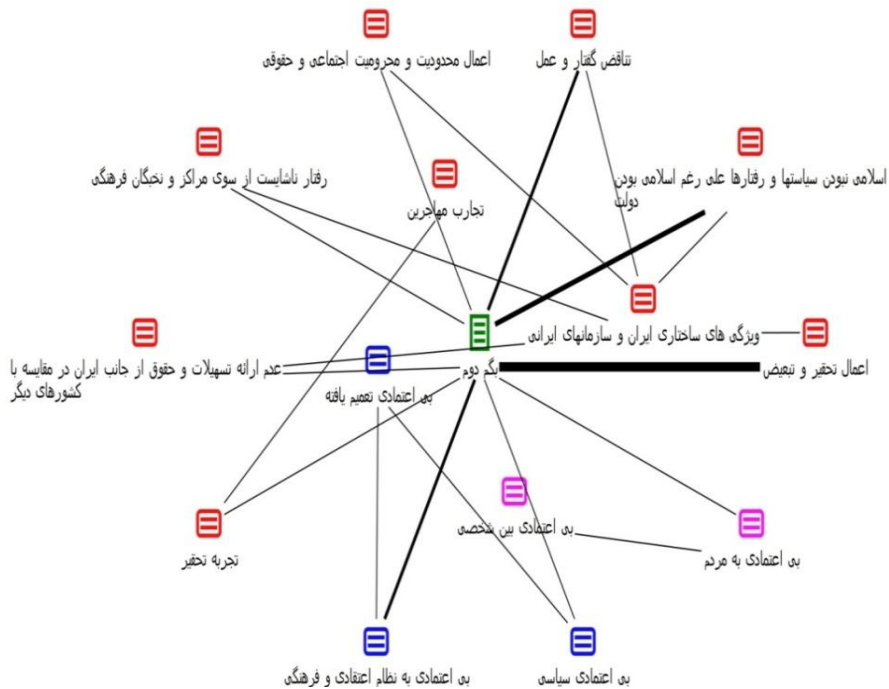 اعمال محدودیت و محرومیت اجتماعی و حقوقی
تناقض گفتار و عمل
رفتار ناشایست از سوی مراکز و نخبگان فرهنگی
تجارب مهاجرین
اسلامی نبودن سیاستها و رفتارها علی رغم اسلامی بودن
دولت
ویژگی های ساختاری ایران و سازمانهای ایرانی
اعمال تحقیر و تبعیض
عدم ارائه تسهیلات و حقوق از جانب ایران در مقایسه با
کشورهای دیگر
بی اعتمادی تعمیم یافته
بگم دوم
بی اعتمادی بین شخصی
بی اعتمادی به مردم
تجربه تحقیر
بی اعتمادی به نظام اعتقادی و فرهنگی
بی اعتمادی سیاسی